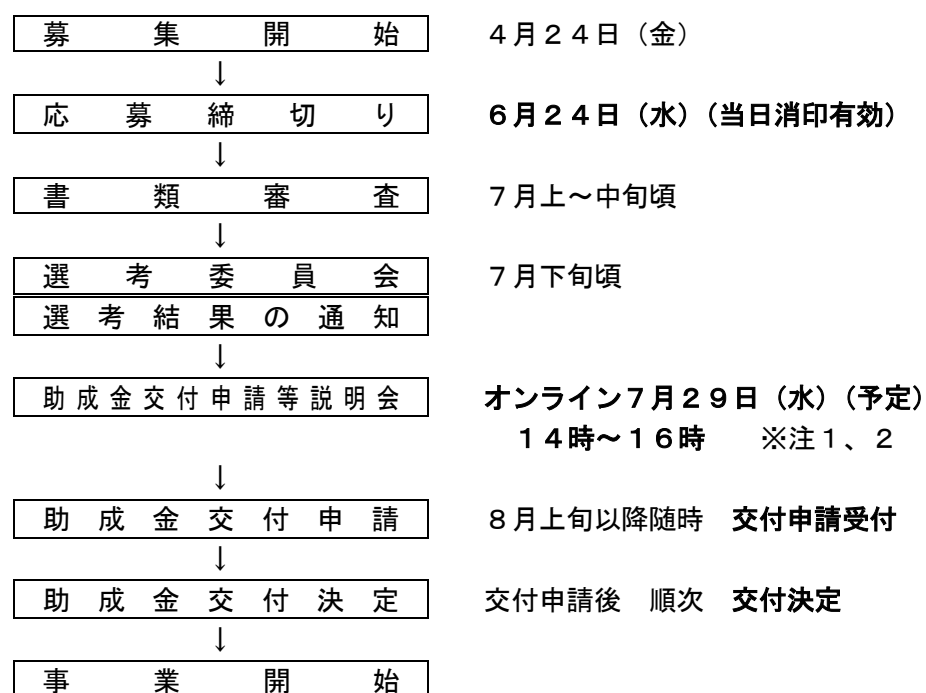 募集開始 ４月２４日（金）
↓
応募締切り ６月２４日（水）（当日消印有効）
↓
書類審査 ７月上～中旬頃
↓
選考委員会 ７月下旬頃
選考結果の通知
↓
助成金交付申請等説明会 オンライン７月２９日（水）（予定）
１４時～１６時　※注１、２
↓
助成金交付申請 ８月上旬以降随時　交付申請受付
↓
助成金交付決定 交付申請後　順次　交付決定
↓
事業開始